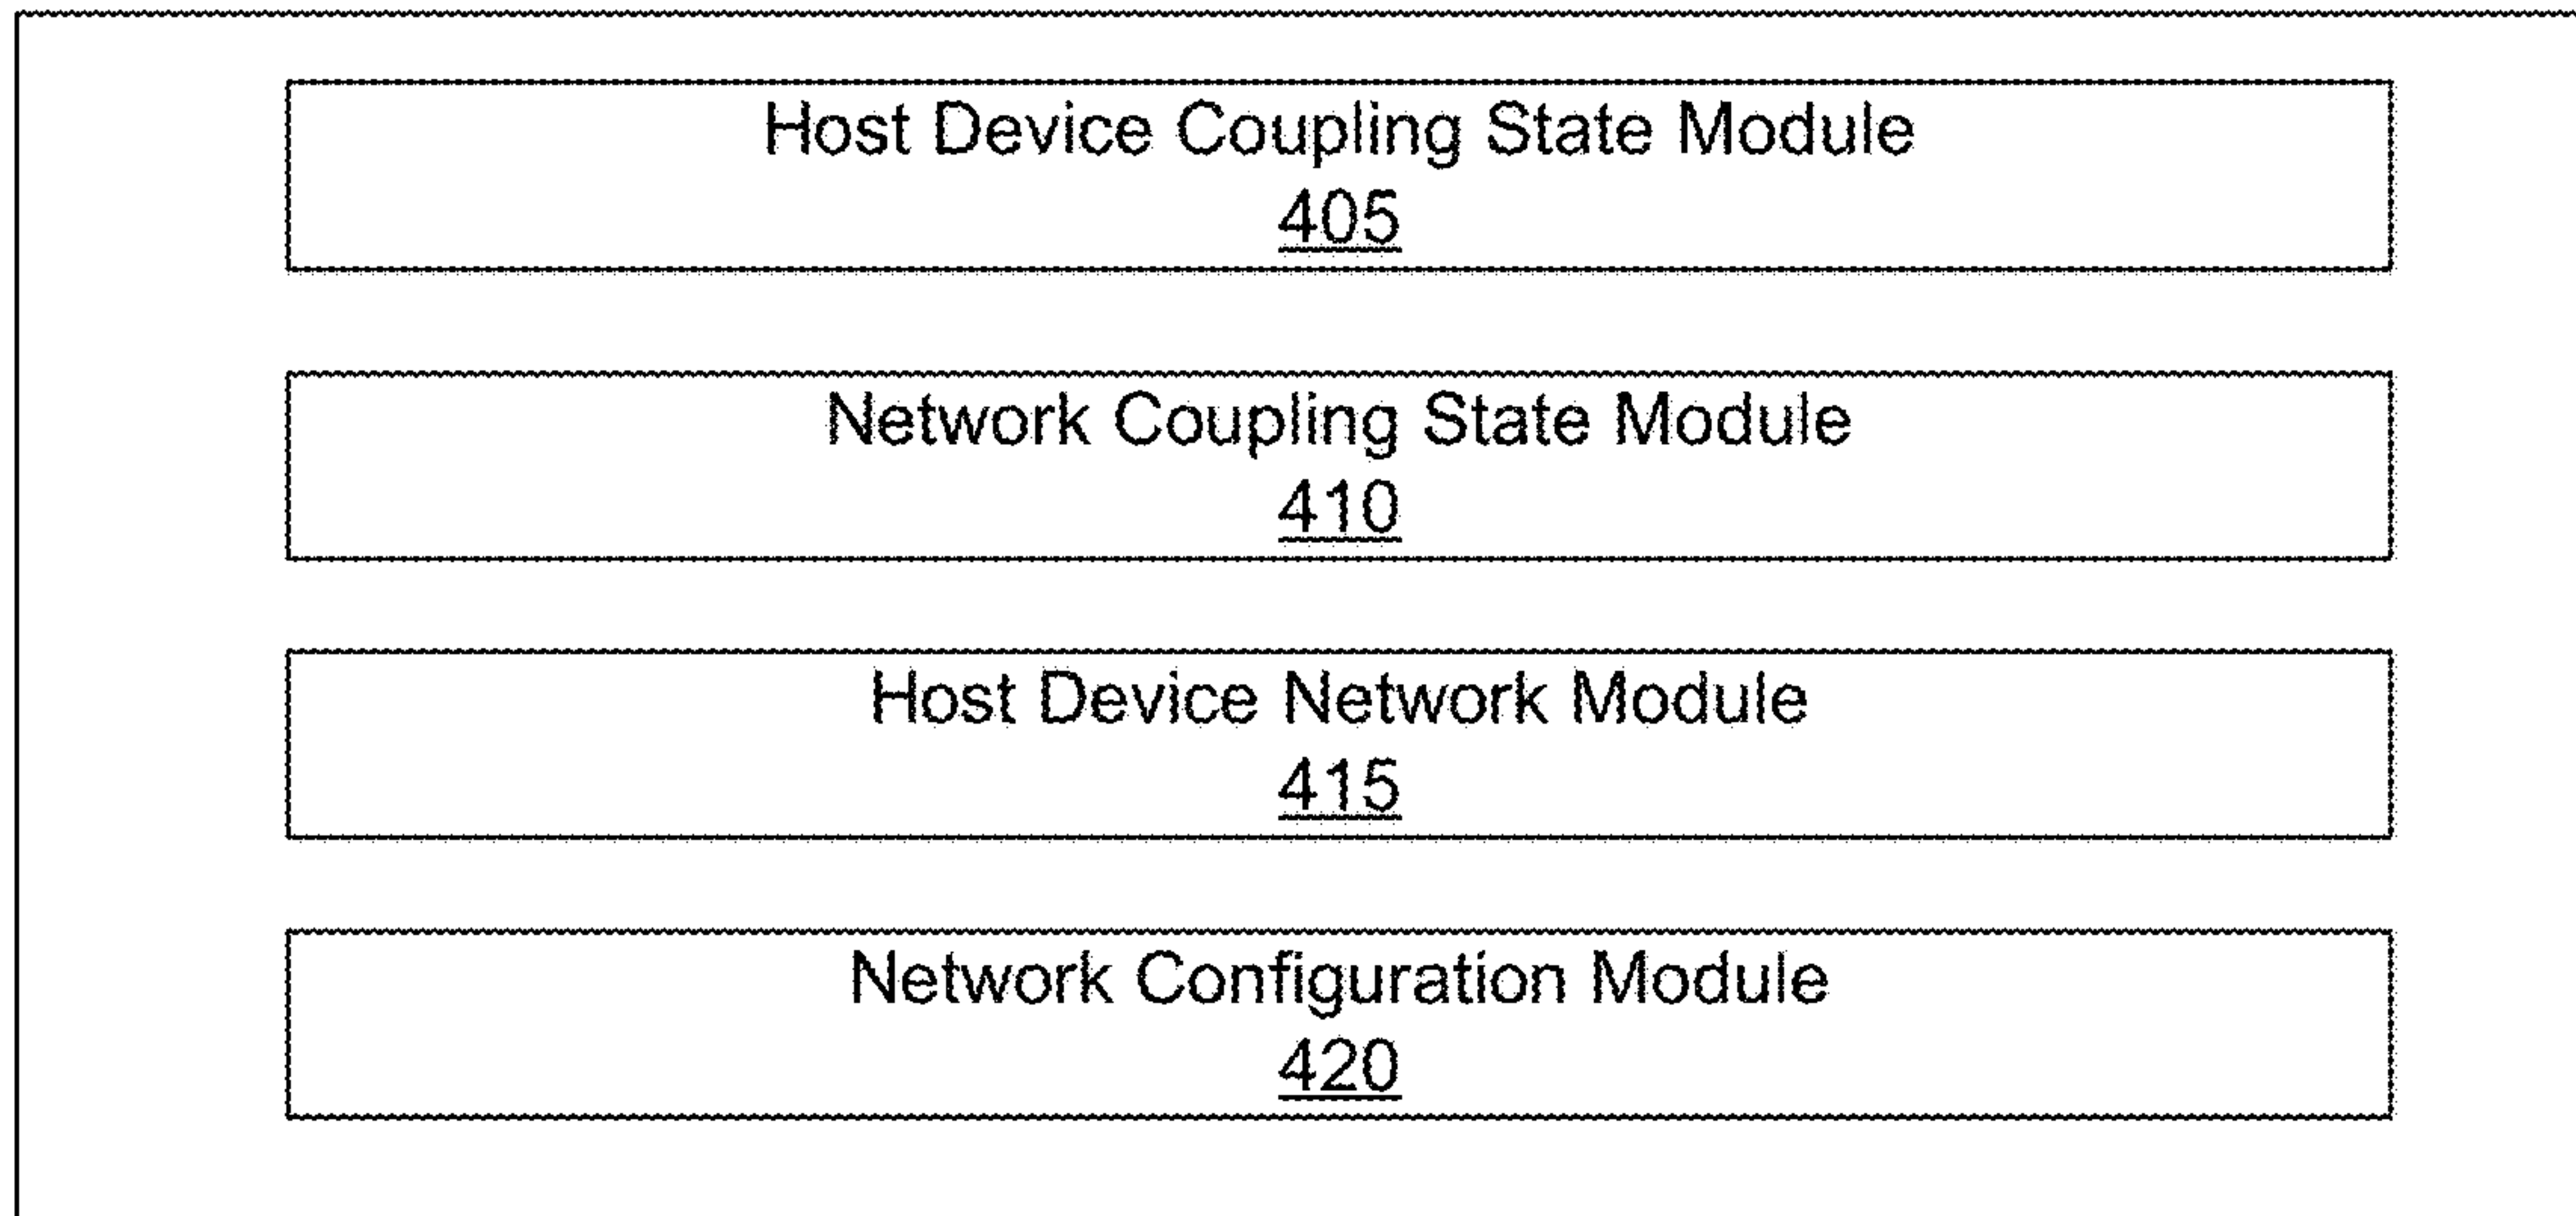 Host Device Coupling State Module
405
Network Coupling State Module
410
Host Device Network Module
415
Network Configuration Module
420